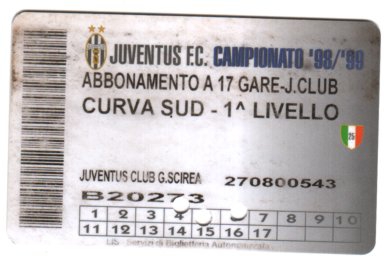 JUVENTUS F.C. CAMPIONATO '98/'99
ABBONAMENTO A 17 GARE-J.CLUB
CURVA SUD - 1^ LIVELLO
JUVENTUS CLUB G.SCIREA 270800543
B20273
1 2 3 4 5 6 7 8 9 10
11 12 13 14 15 16 17
LIS - Servizi di Biglietteria Automatizzata